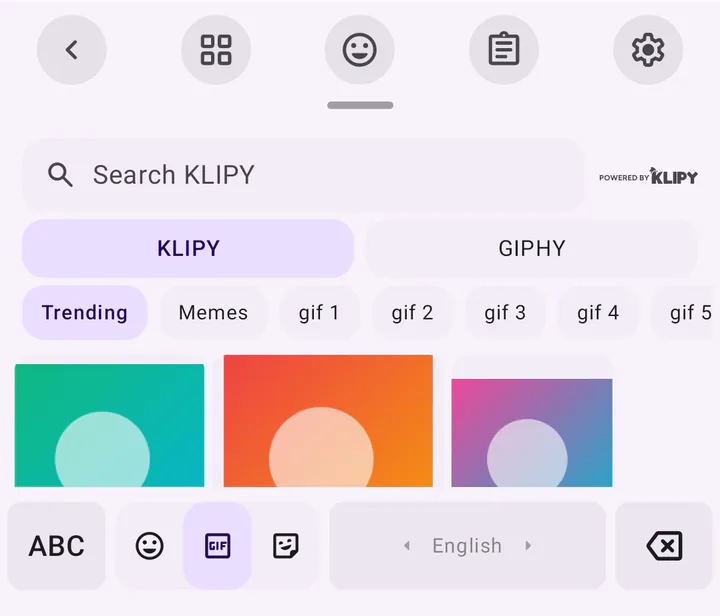 Search KLIPY
POWERED BY KLIPY
KLIPY
GIPHY
Trending
Memes
gif 1
gif 2
gif 3
gif 4
gif 5
ABC
GIF
English